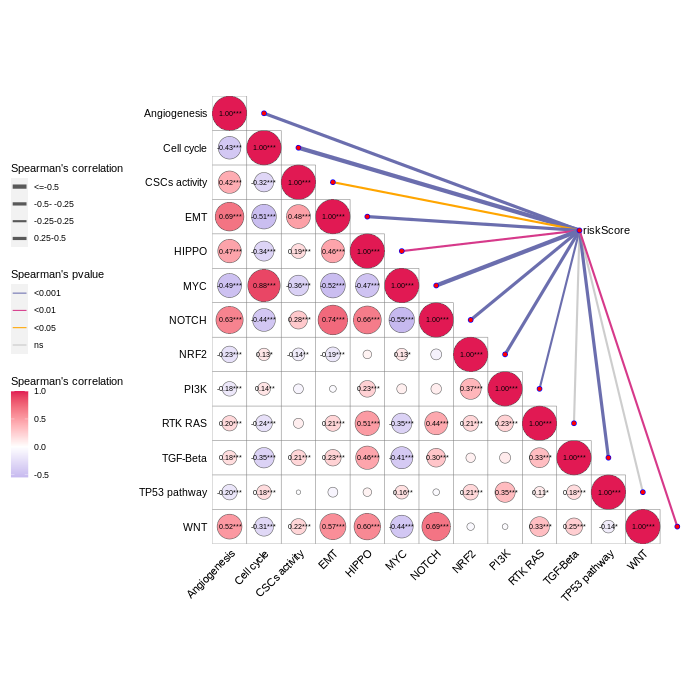 Angiogenesis 1.00***
Cell cycle -0.43*** 1.00***
CSCs activity 0.42*** -0.32*** 1.00***
EMT 0.69*** -0.51*** 0.48*** 1.00***
HIPPO 0.47*** -0.34*** 0.19*** 0.46*** 1.00***
MYC -0.49*** 0.88*** -0.36*** -0.52*** -0.47*** 1.00***
NOTCH 0.63*** -0.44*** 0.28*** 0.74*** 0.66*** -0.55*** 1.00***
NRF2 -0.23*** 0.13* -0.14** -0.19*** 0.13* 1.00***
PI3K -0.18*** 0.14** 0.23*** 0.37*** 1.00***
RTK RAS 0.20*** -0.24*** 0.21*** 0.51*** -0.35*** 0.44*** 0.21*** 0.23*** 1.00***
TGF-Beta 0.18*** -0.35*** 0.21*** 0.23*** 0.46*** -0.41*** 0.30*** 0.33*** 1.00***
TP53 pathway -0.20*** 0.18*** 0.16** 0.21*** 0.35*** 0.11* 0.18*** 1.00***
WNT 0.52*** -0.31*** 0.22*** 0.57*** 0.60*** -0.44*** 0.69*** 0.33*** 0.25*** -0.14* 1.00***
Angiogenesis
Cell cycle
CSCs activity
EMT
HIPPO
MYC
NOTCH
NRF2
PI3K
RTK RAS
TGF-Beta
TP53 pathway
WNT
riskScore
Spearman's correlation
<=-0.5
-0.5- -0.25
-0.25-0.25
0.25-0.5
Spearman's pvalue
<0.001
<0.01
<0.05
ns
Spearman's correlation
1.0
0.5
0.0
-0.5